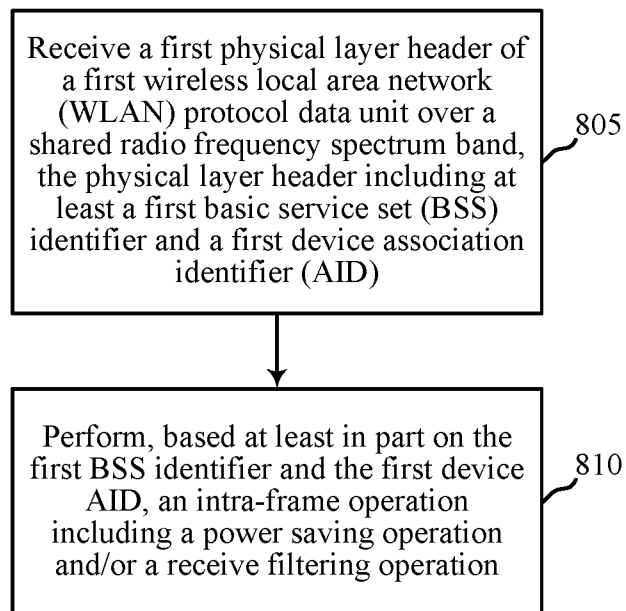 Receive a first physical layer header of
a first wireless local area network
(WLAN) protocol data unit over a
shared radio frequency spectrum band,
the physical layer header including at
least a first basic service set (BSS)
identifier and a first device association
identifier (AID)
805
Perform, based at least in part on the
first BSS identifier and the first device
AID, an intra-frame operation
including a power saving operation
and/or a receive filtering operation
810